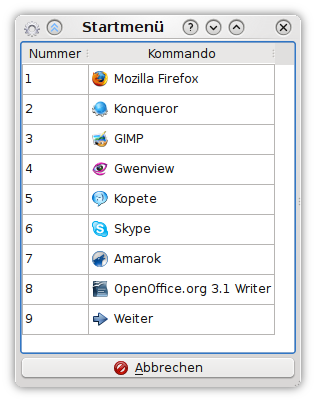 Startmenü
Nummer Kommando
1 Mozilla Firefox
2 Konqueror
3 GIMP
4 Gwenview
5 Kopete
6 Skype
7 Amarok
8 OpenOffice.org 3.1 Writer
9 Weiter
Abbrechen